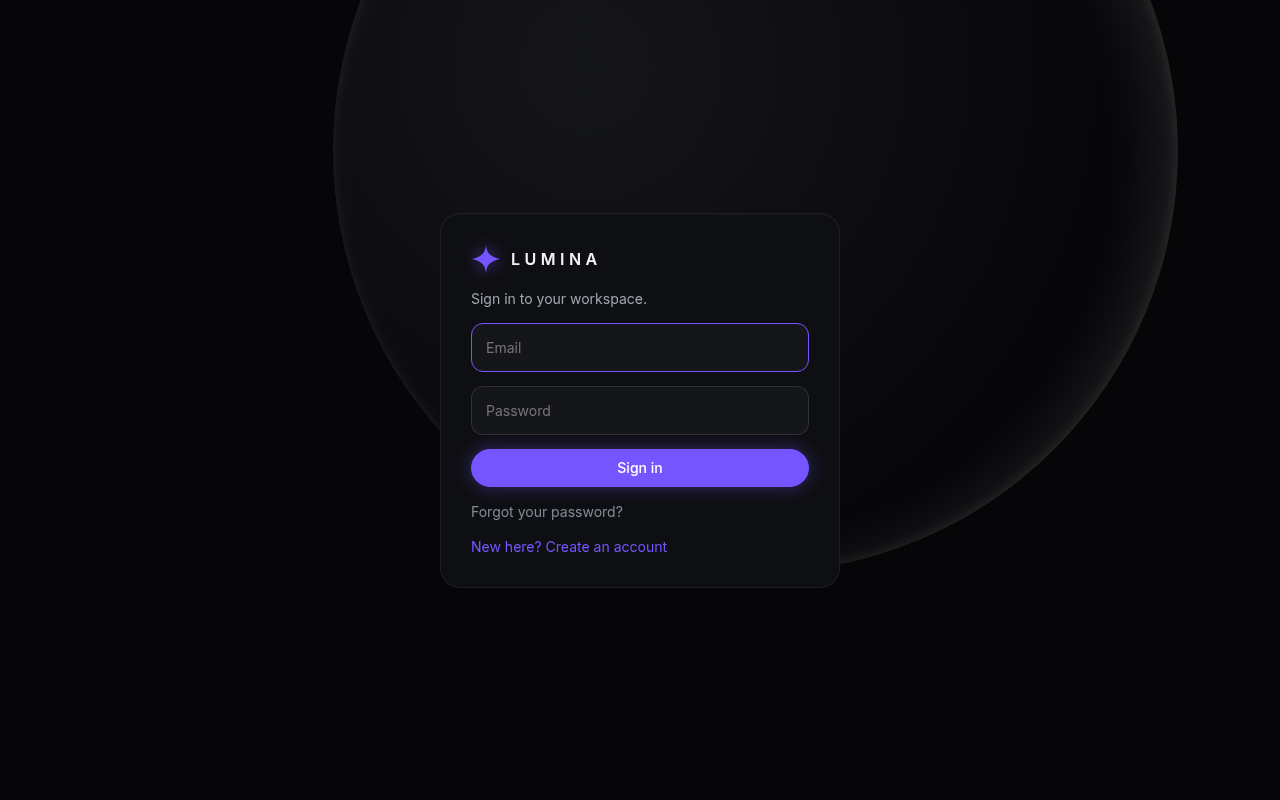 LUMINA
Sign in to your workspace.
Email
Password
Sign in
Forgot your password?
New here? Create an account